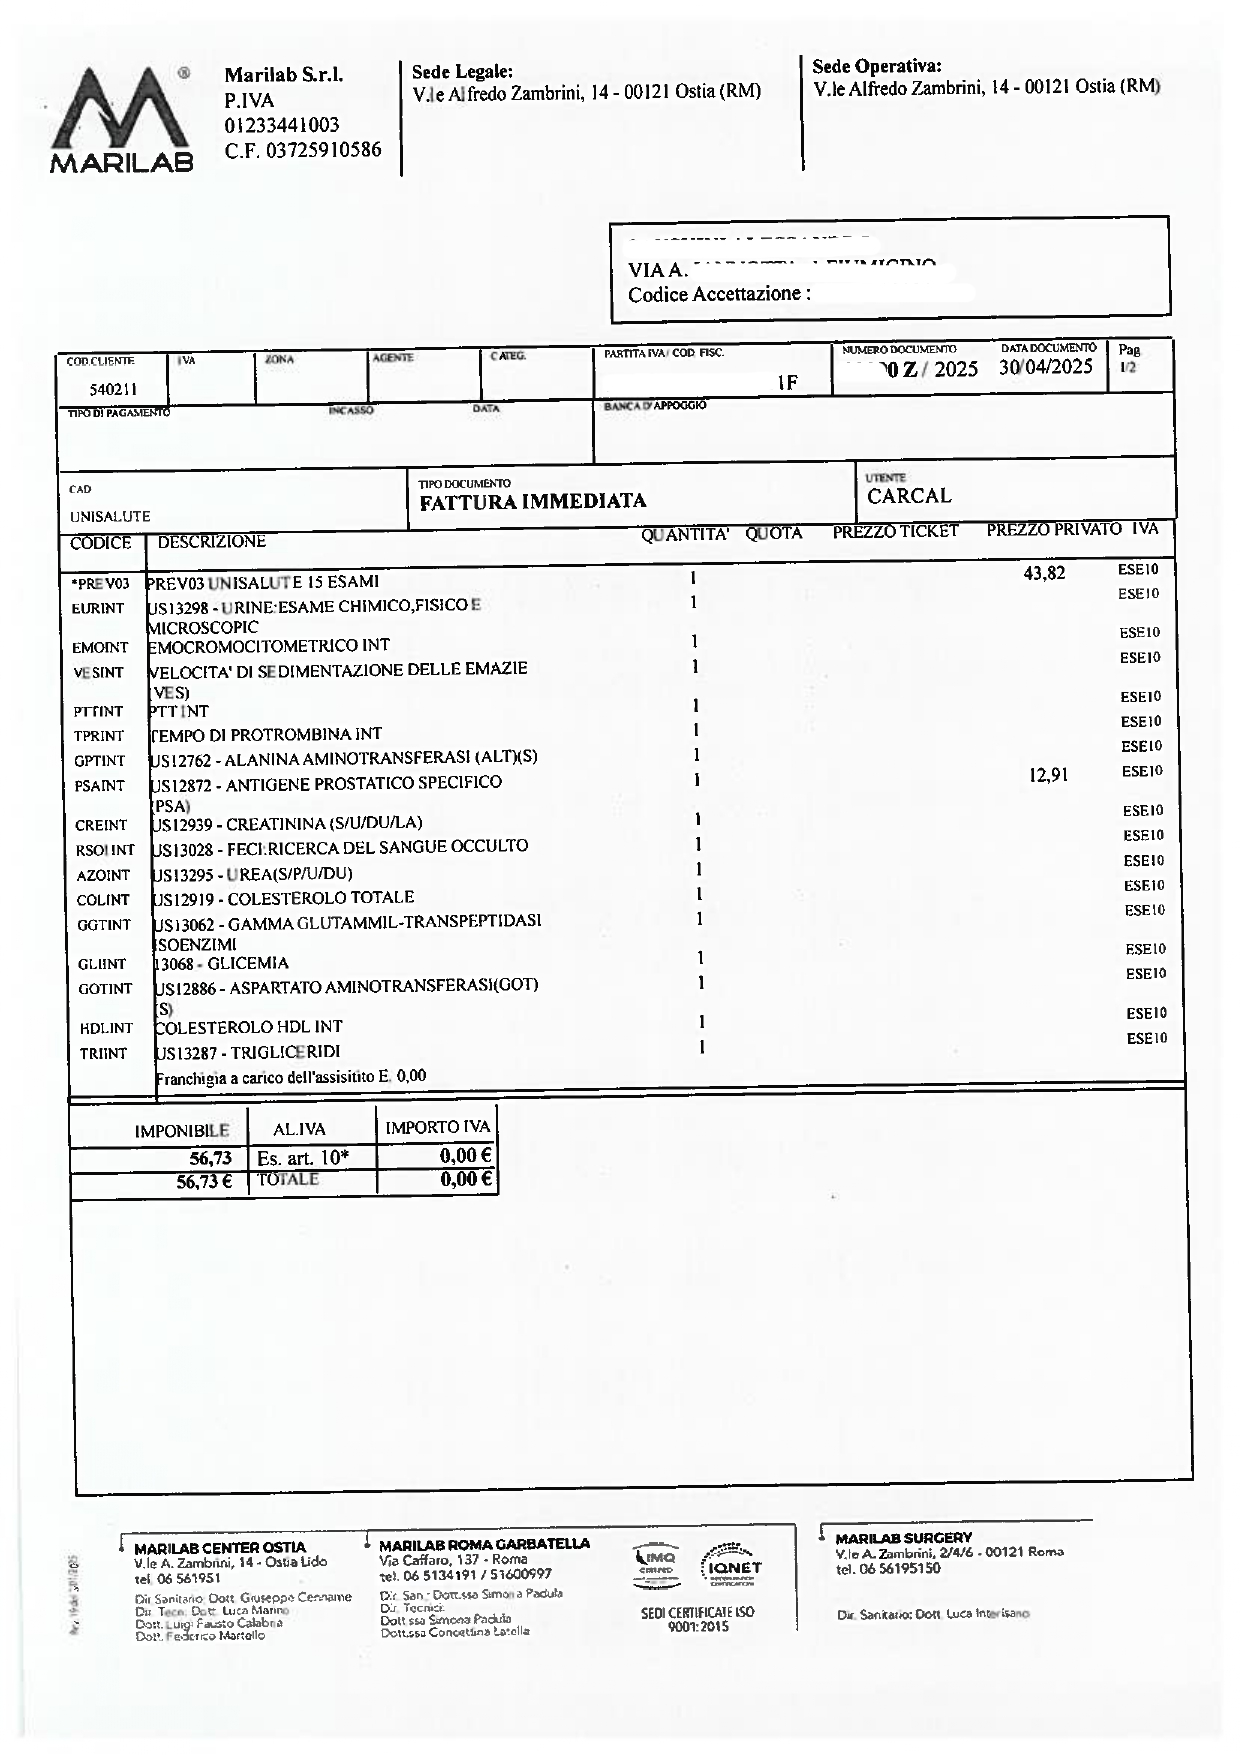 MARILAB
®
Marilab S.r.l.
P.IVA
01233441003
C.F. 03725910586
Sede Legale:
V.le Alfredo Zambrini, 14 - 00121 Ostia (RM)
Sede Operativa:
V.le Alfredo Zambrini, 14 - 00121 Ostia (RM)
VIA A.
Codice Accettazione :
COD.CLIENTE IVA ZONA AGENTE CATEG. PARTITA IVA / COD. FISC. NUMERO DOCUMENTO DATA DOCUMENTO Pag
540211 1F 0 Z / 2025 30/04/2025 1/2
TIPO DI PAGAMENTO INCASSO DATA BANCA D'APPOGGIO
CAD TIPO DOCUMENTO UTENTE
UNISALUTE FATTURA IMMEDIATA CARCAL
CODICE DESCRIZIONE QUANTITA' QUOTA PREZZO TICKET PREZZO PRIVATO IVA
*PREV03 PREV03 UNISALUTE 15 ESAMI 1 43,82 ESE10
EURINT US13298 - URINE:ESAME CHIMICO,FISICO E 1 ESE10
MICROSCOPIC
EMOINT EMOCROMOCITOMETRICO INT 1 ESE10
VESINT VELOCITA' DI SEDIMENTAZIONE DELLE EMAZIE 1 ESE10
(VES)
PTTINT PTT INT 1 ESE10
TPRINT TEMPO DI PROTROMBINA INT 1 ESE10
GPTINT US12762 - ALANINA AMINOTRANSFERASI (ALT)(S) 1 ESE10
PSAINT US12872 - ANTIGENE PROSTATICO SPECIFICO 1 12,91 ESE10
(PSA)
CREINT US12939 - CREATININA (S/U/DU/LA) 1 ESE10
RSOIINT US13028 - FECI:RICERCA DEL SANGUE OCCULTO 1 ESE10
AZOINT US13295 - UREA(S/P/U/DU) 1 ESE10
COLINT US12919 - COLESTEROLO TOTALE 1 ESE10
GGTINT US13062 - GAMMA GLUTAMMIL-TRANSPEPTIDASI 1 ESE10
ISOENZIMI
GLIINT 13068 - GLICEMIA 1 ESE10
GOTINT US12886 - ASPARTATO AMINOTRANSFERASI(GOT) 1 ESE10
(S)
HDLINT COLESTEROLO HDL INT 1 ESE10
TRIINT US13287 - TRIGLICERIDI 1 ESE10
Franchigia a carico dell'assisitito E. 0,00
IMPONIBILE AL.IVA IMPORTO IVA
56,73 Es. art. 10* 0,00 €
56,73 € TOTALE 0,00 €
MARILAB CENTER OSTIA
V.le A. Zambrini, 14 - Ostia Lido
tel. 06 561951
Dir Sanitario: Dott. Giuseppe Cenname
Dir. Tecn. Dott. Luca Marino
Dott. Luigi Fausto Calabria
Dott. Federico Martello
MARILAB ROMA GARBATELLA
Via Caffaro, 137 - Roma
tel. 06 5134191 / 51600997
Dir. San.: Dott.ssa Simona Padula
Dir. Tecnici:
Dott.ssa Simona Padula
Dott.ssa Concettina Latella
IMQ
IQNET
SEDI CERTIFICATE ISO
9001:2015
MARILAB SURGERY
V.le A. Zambrini, 2/4/6 - 00121 Roma
tel. 06 56195150
Dir. Sanitario: Dott. Luca Interisano